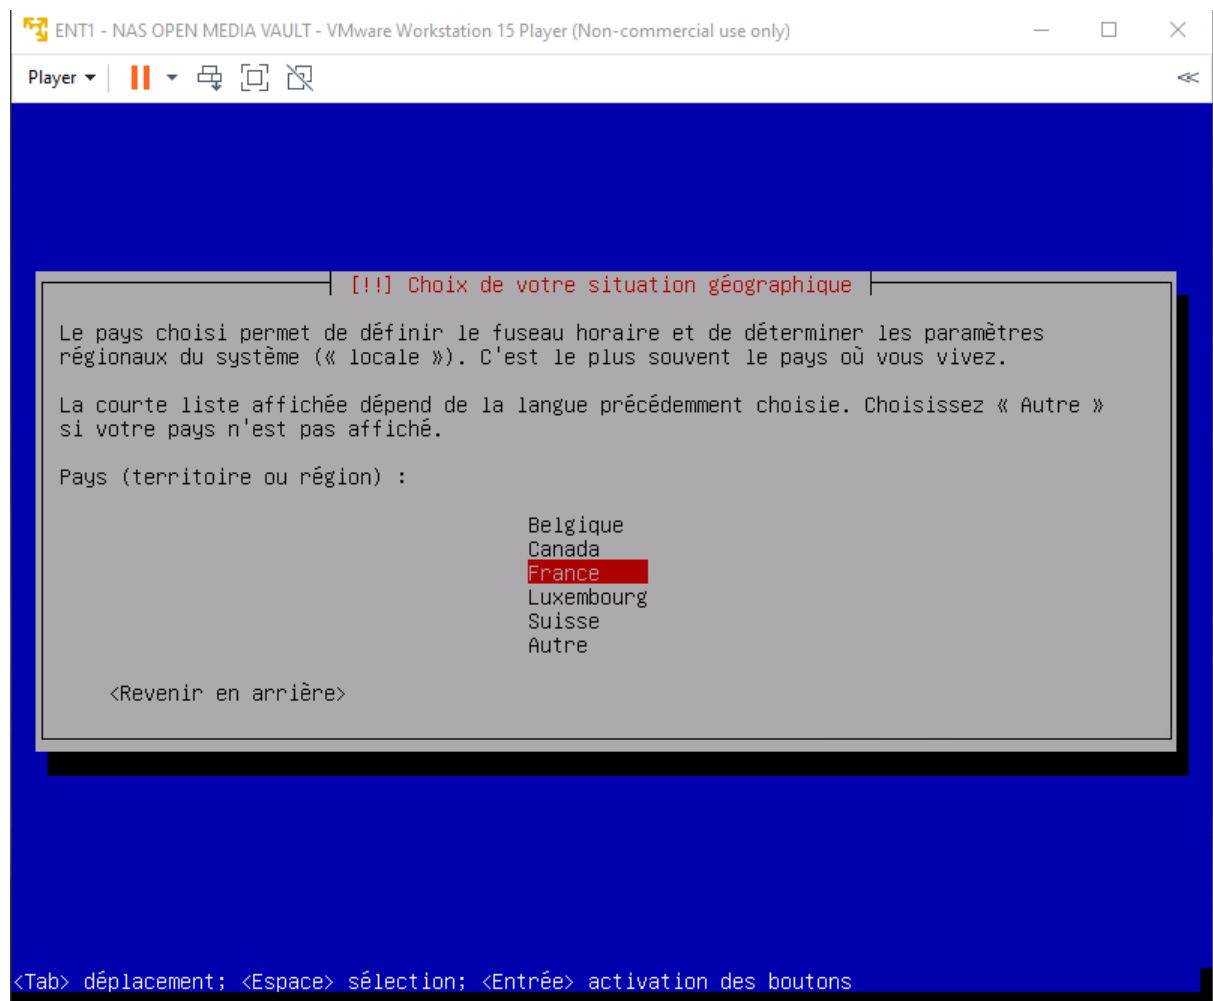 ENT1 - NAS OPEN MEDIA VAULT - VMware Workstation 15 Player (Non-commercial use only)
Player
[!!] Choix de votre situation géographique
Le pays choisi permet de définir le fuseau horaire et de déterminer les paramètres
régionaux du système (« locale »). C'est le plus souvent le pays où vous vivez.
La courte liste affichée dépend de la langue précédemment choisie. Choisissez « Autre »
si votre pays n'est pas affiché.
Pays (territoire ou région) :
Belgique
Canada
France
Luxembourg
Suisse
Autre
<Revenir en arrière>
<Tab> déplacement; <Espace> sélection; <Entrée> activation des boutons